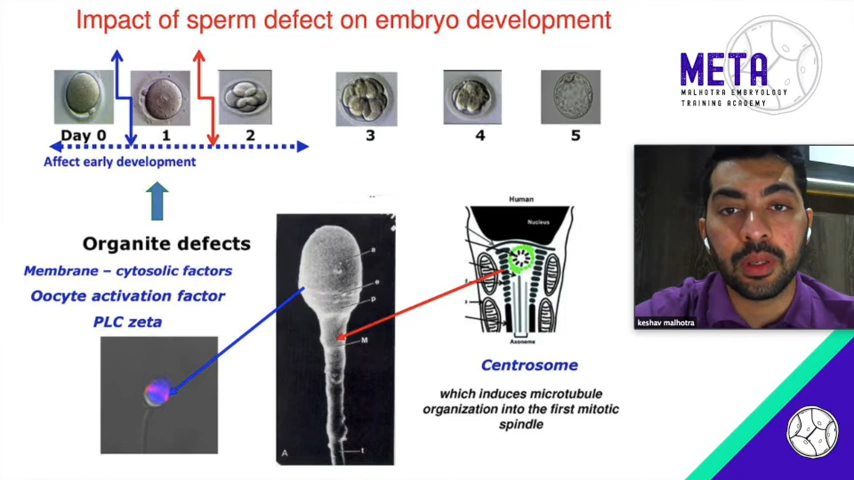 Impact of sperm defect on embryo development
META
MALHOTRA EMBRYOLOGY
TRAINING ACADEMY
Day 0 1 2 3 4 5
Affect early development
Organite defects
Membrane – cytosolic factors
Oocyte activation factor
PLC zeta
a
e
p
M
A
t
Human
Nucleus
Axoneme
Centrosome
which induces microtubule
organization into the first mitotic
spindle
keshav malhotra